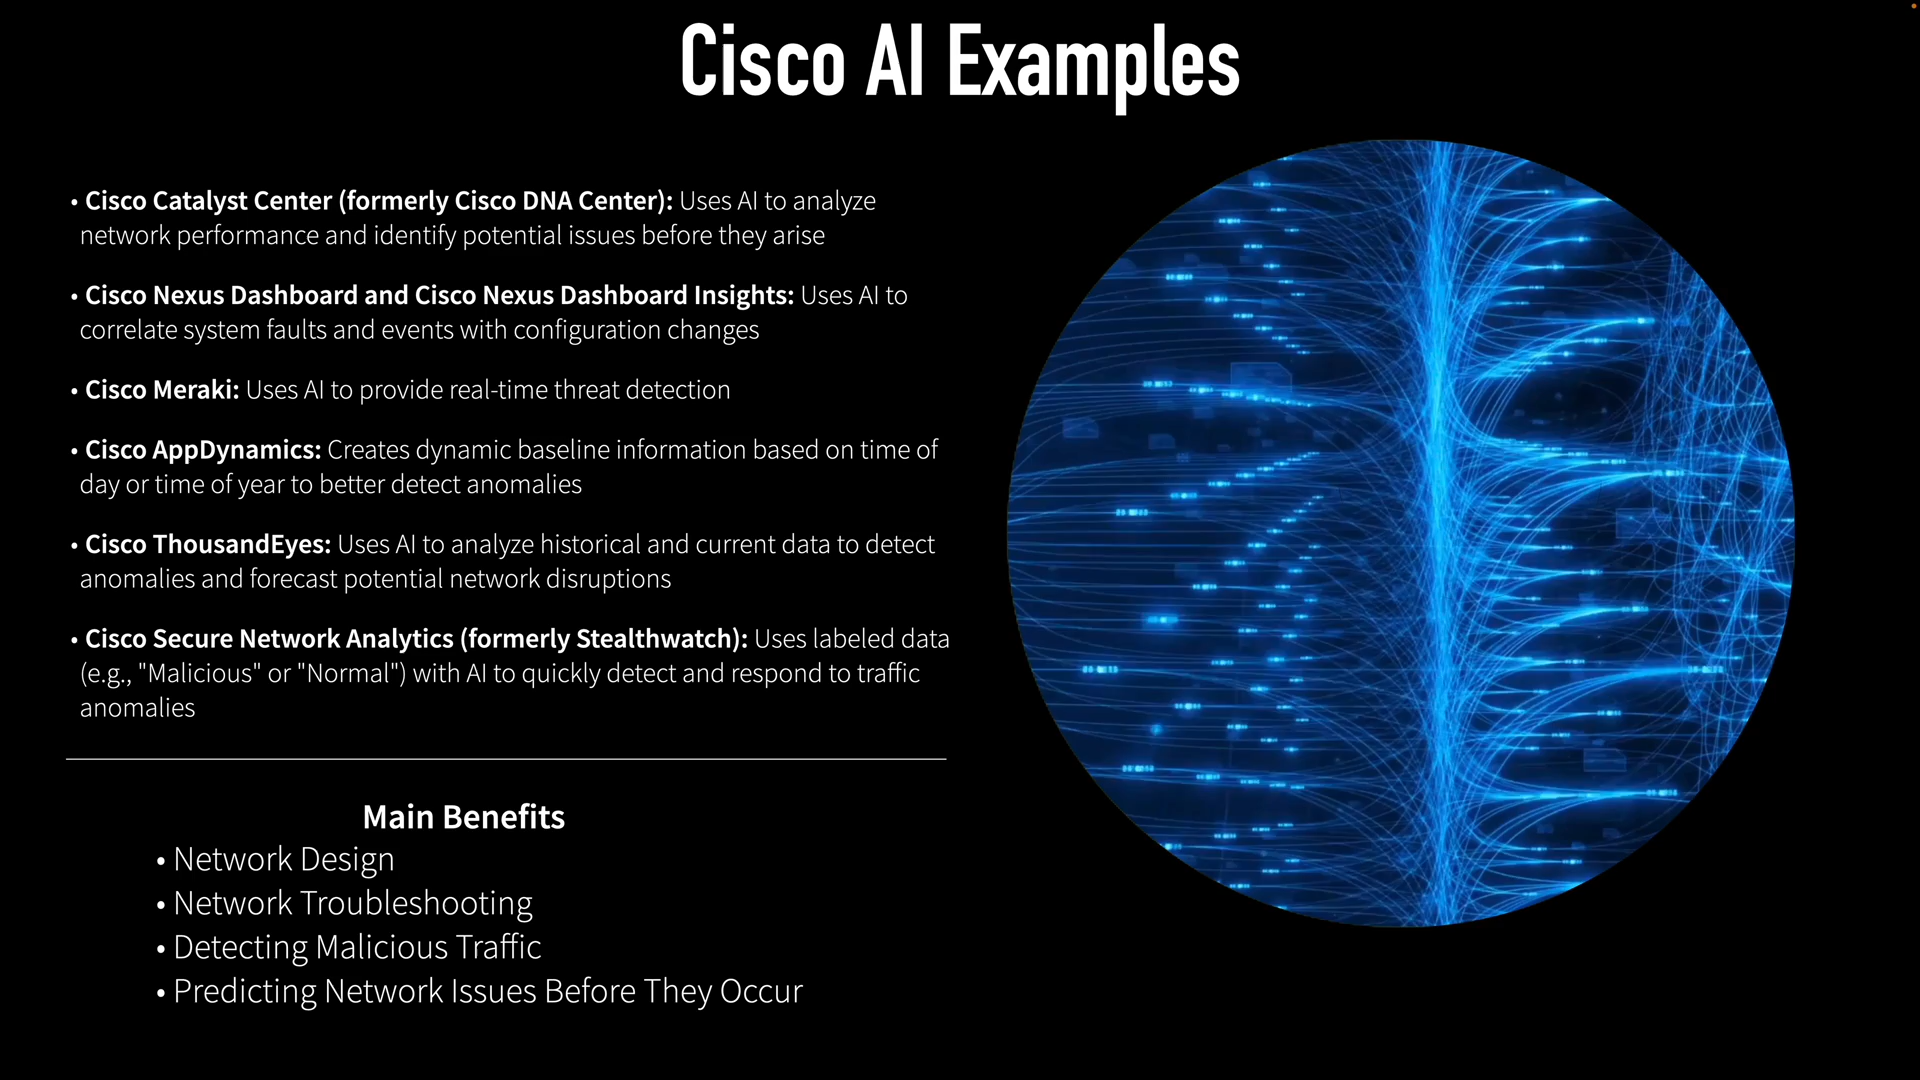 Cisco AI Examples
• Cisco Catalyst Center (formerly Cisco DNA Center): Uses AI to analyze
network performance and identify potential issues before they arise
• Cisco Nexus Dashboard and Cisco Nexus Dashboard Insights: Uses AI to
correlate system faults and events with configuration changes
• Cisco Meraki: Uses AI to provide real-time threat detection
• Cisco AppDynamics: Creates dynamic baseline information based on time of
day or time of year to better detect anomalies
• Cisco ThousandEyes: Uses AI to analyze historical and current data to detect
anomalies and forecast potential network disruptions
• Cisco Secure Network Analytics (formerly Stealthwatch): Uses labeled data
(e.g., "Malicious" or "Normal") with AI to quickly detect and respond to traffic
anomalies
Main Benefits
• Network Design
• Network Troubleshooting
• Detecting Malicious Traffic
• Predicting Network Issues Before They Occur